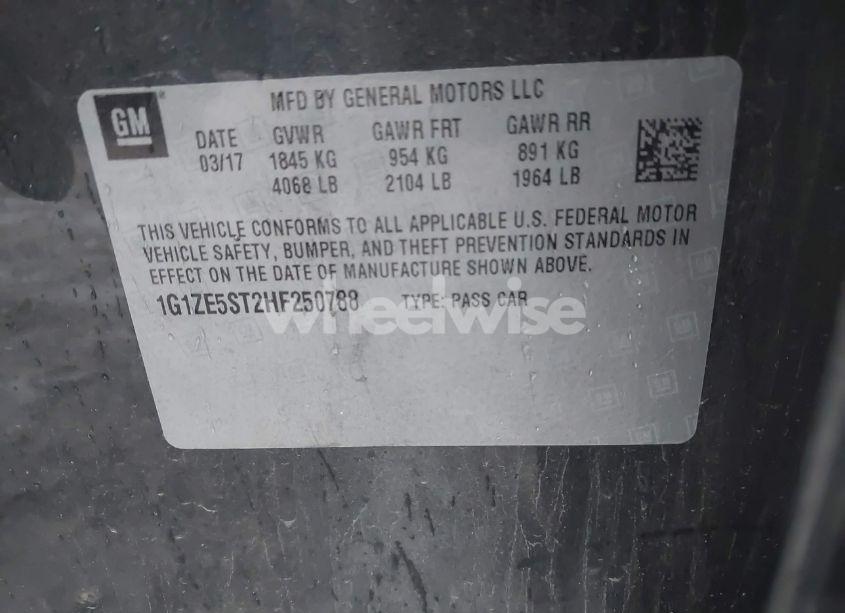 GM
MFD BY GENERAL MOTORS LLC
DATE GVWR GAWR FRT GAWR RR
03/17 1845 KG 954 KG 891 KG
4068 LB 2104 LB 1964 LB
THIS VEHICLE CONFORMS TO ALL APPLICABLE U.S. FEDERAL MOTOR
VEHICLE SAFETY, BUMPER, AND THEFT PREVENTION STANDARDS IN
EFFECT ON THE DATE OF MANUFACTURE SHOWN ABOVE.
1G1ZE5ST2HF250788 TYPE: PASS CAR
wheelwise